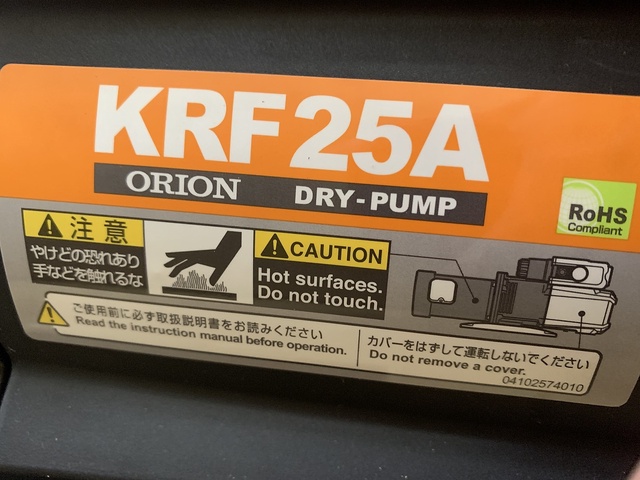 KRF25A
ORION DRY-PUMP
RoHS
Compliant
注意
やけどの恐れあり
手などを触れるな
CAUTION
Hot surfaces.
Do not touch.
ご使用前に必ず取扱説明書をお読みください
Read the instruction manual before operation.
カバーをはずして運転しないでください
Do not remove a cover.
04102574010